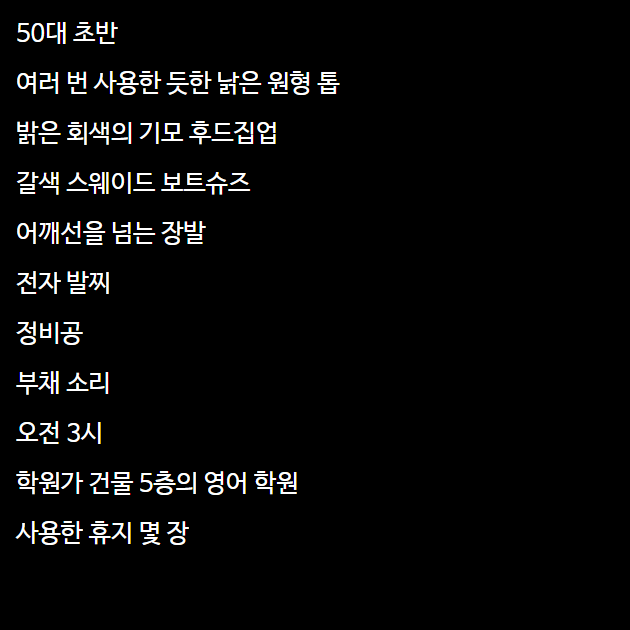 50대 초반
여러 번 사용한 듯한 낡은 원형 톱
밝은 회색의 기모 후드집업
갈색 스웨이드 보트슈즈
어깨선을 넘는 장발
전자 발찌
정비공
부채 소리
오전 3시
학원가 건물 5층의 영어 학원
사용한 휴지 몇 장